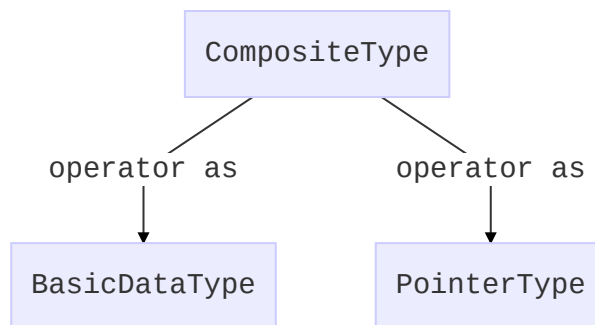 CompositeType
operator as
operator as
BasicDataType
PointerType